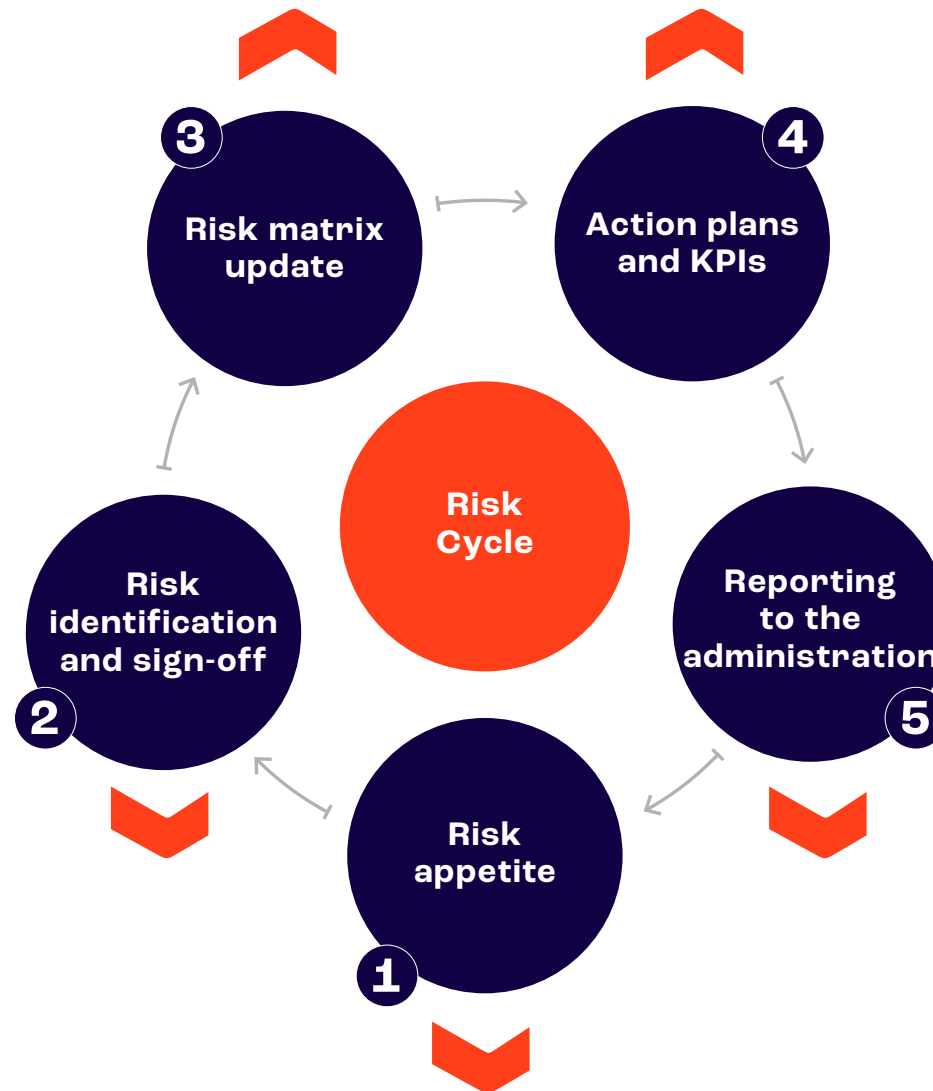 3
Risk matrix
update
4
Action plans
and KPIs
Risk
Cycle
Risk
identification
and sign-off
2
Reporting
to the
administration
5
Risk
appetite
1